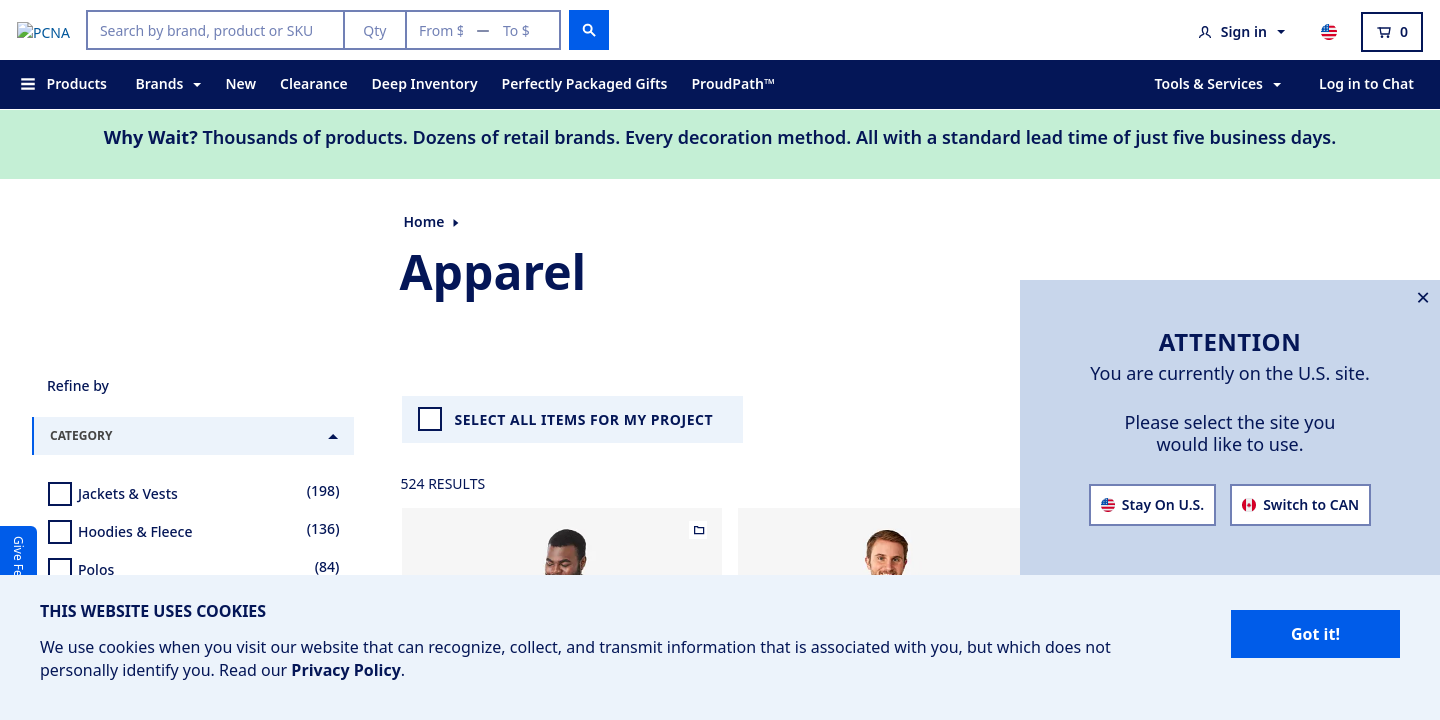 PCNA
Search by brand, product or SKU
Qty
From $ — To $
Sign in
0
Products
Brands
New
Clearance
Deep Inventory
Perfectly Packaged Gifts
ProudPath™
Tools & Services
Log in to Chat
Why Wait? Thousands of products. Dozens of retail brands. Every decoration method. All with a standard lead time of just five business days.
Home
Apparel
ATTENTION
You are currently on the U.S. site.
Please select the site you
would like to use.
Stay On U.S.
Switch to CAN
Refine by
CATEGORY
Jackets & Vests (198)
Hoodies & Fleece (136)
Polos (84)
SELECT ALL ITEMS FOR MY PROJECT
524 RESULTS
Give
THIS WEBSITE USES COOKIES
We use cookies when you visit our website that can recognize, collect, and transmit information that is associated with you, but which does not
personally identify you. Read our Privacy Policy.
Got it!